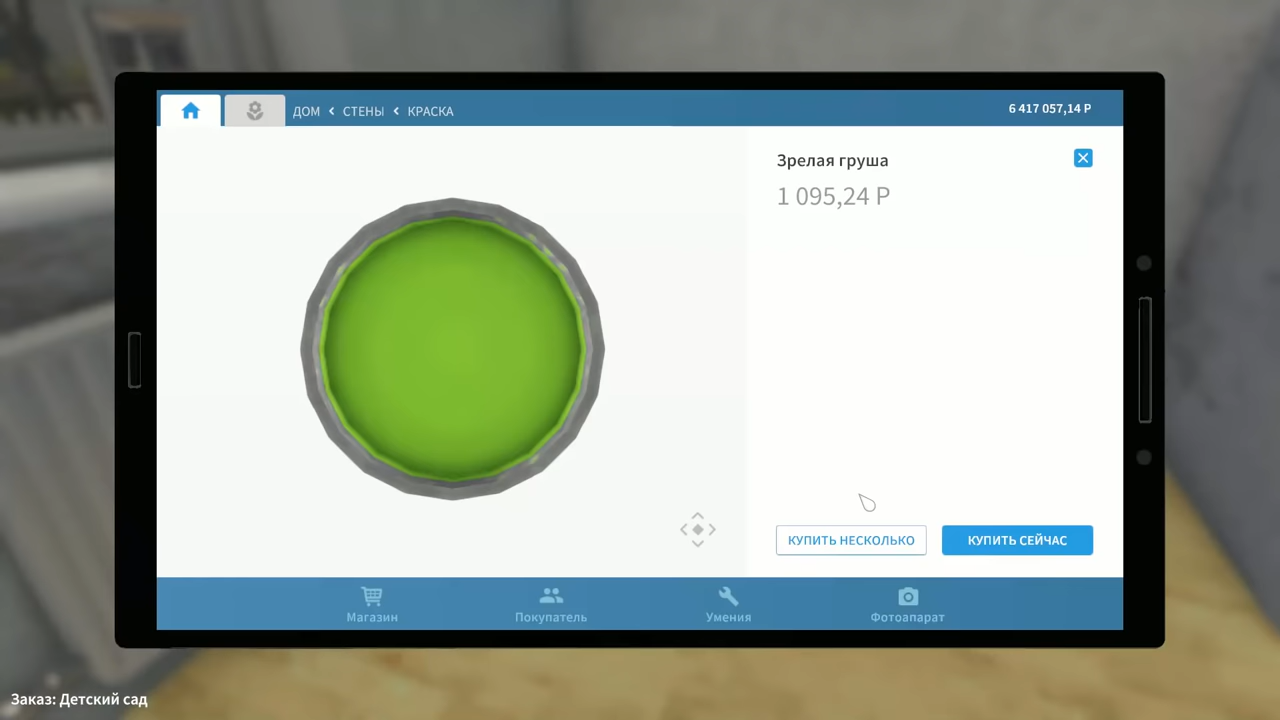 ДОМ < СТЕНЫ < КРАСКА
6 417 057,14 Р
Зрелая груша
1 095,24 Р
КУПИТЬ НЕСКОЛЬКО
КУПИТЬ СЕЙЧАС
Магазин
Покупатель
Умения
Фотоапарат
Заказ: Детский сад